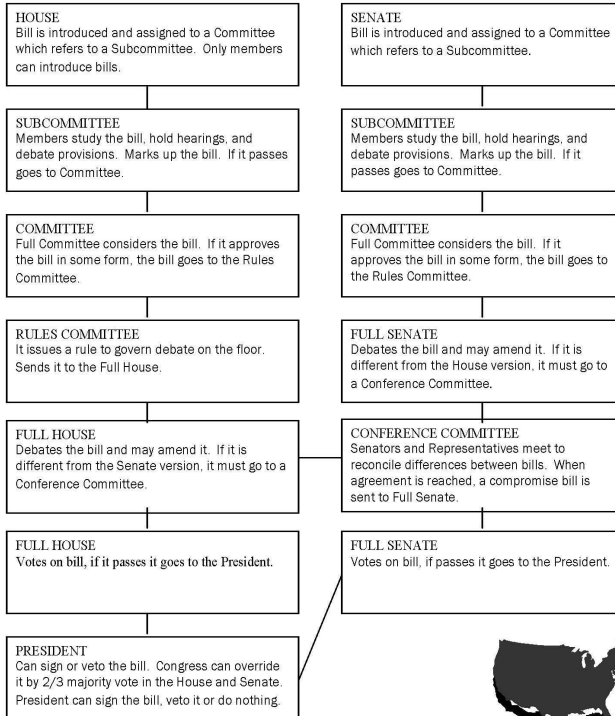 HOUSE
Bill is introduced and assigned to a Committee
which refers to a Subcommittee. Only members
can introduce bills.
SUBCOMMITTEE
Members study the bill, hold hearings, and
debate provisions. Marks up the bill. If it passes
goes to Committee.
COMMITTEE
Full Committee considers the bill. If it approves
the bill in some form, the bill goes to the Rules
Committee.
RULES COMMITTEE
It issues a rule to govern debate on the floor.
Sends it to the Full House.
FULL HOUSE
Debates the bill and may amend it. If it is
different from the Senate version, it must go to a
Conference Committee.
FULL HOUSE
Votes on bill, if it passes it goes to the President.
PRESIDENT
Can sign or veto the bill. Congress can override
it by 2/3 majority vote in the House and Senate.
President can sign the bill, veto it or do nothing.
SENATE
Bill is introduced and assigned to a Committee
which refers to a Subcommittee.
SUBCOMMITTEE
Members study the bill, hold hearings, and
debate provisions. Marks up the bill. If it
passes goes to Committee.
COMMITTEE
Full Committee considers the bill. If it
approves the bill in some form, the bill goes to
the Rules Committee.
FULL SENATE
Debates the bill and may amend it. If it is
different from the House version, it must go to
a Conference Committee.
CONFERENCE COMMITTEE
Senators and Representatives meet to
reconcile differences between bills. When
agreement is reached, a compromise bill is
sent to Full Senate.
FULL SENATE
Votes on bill, if passes it goes to the President.